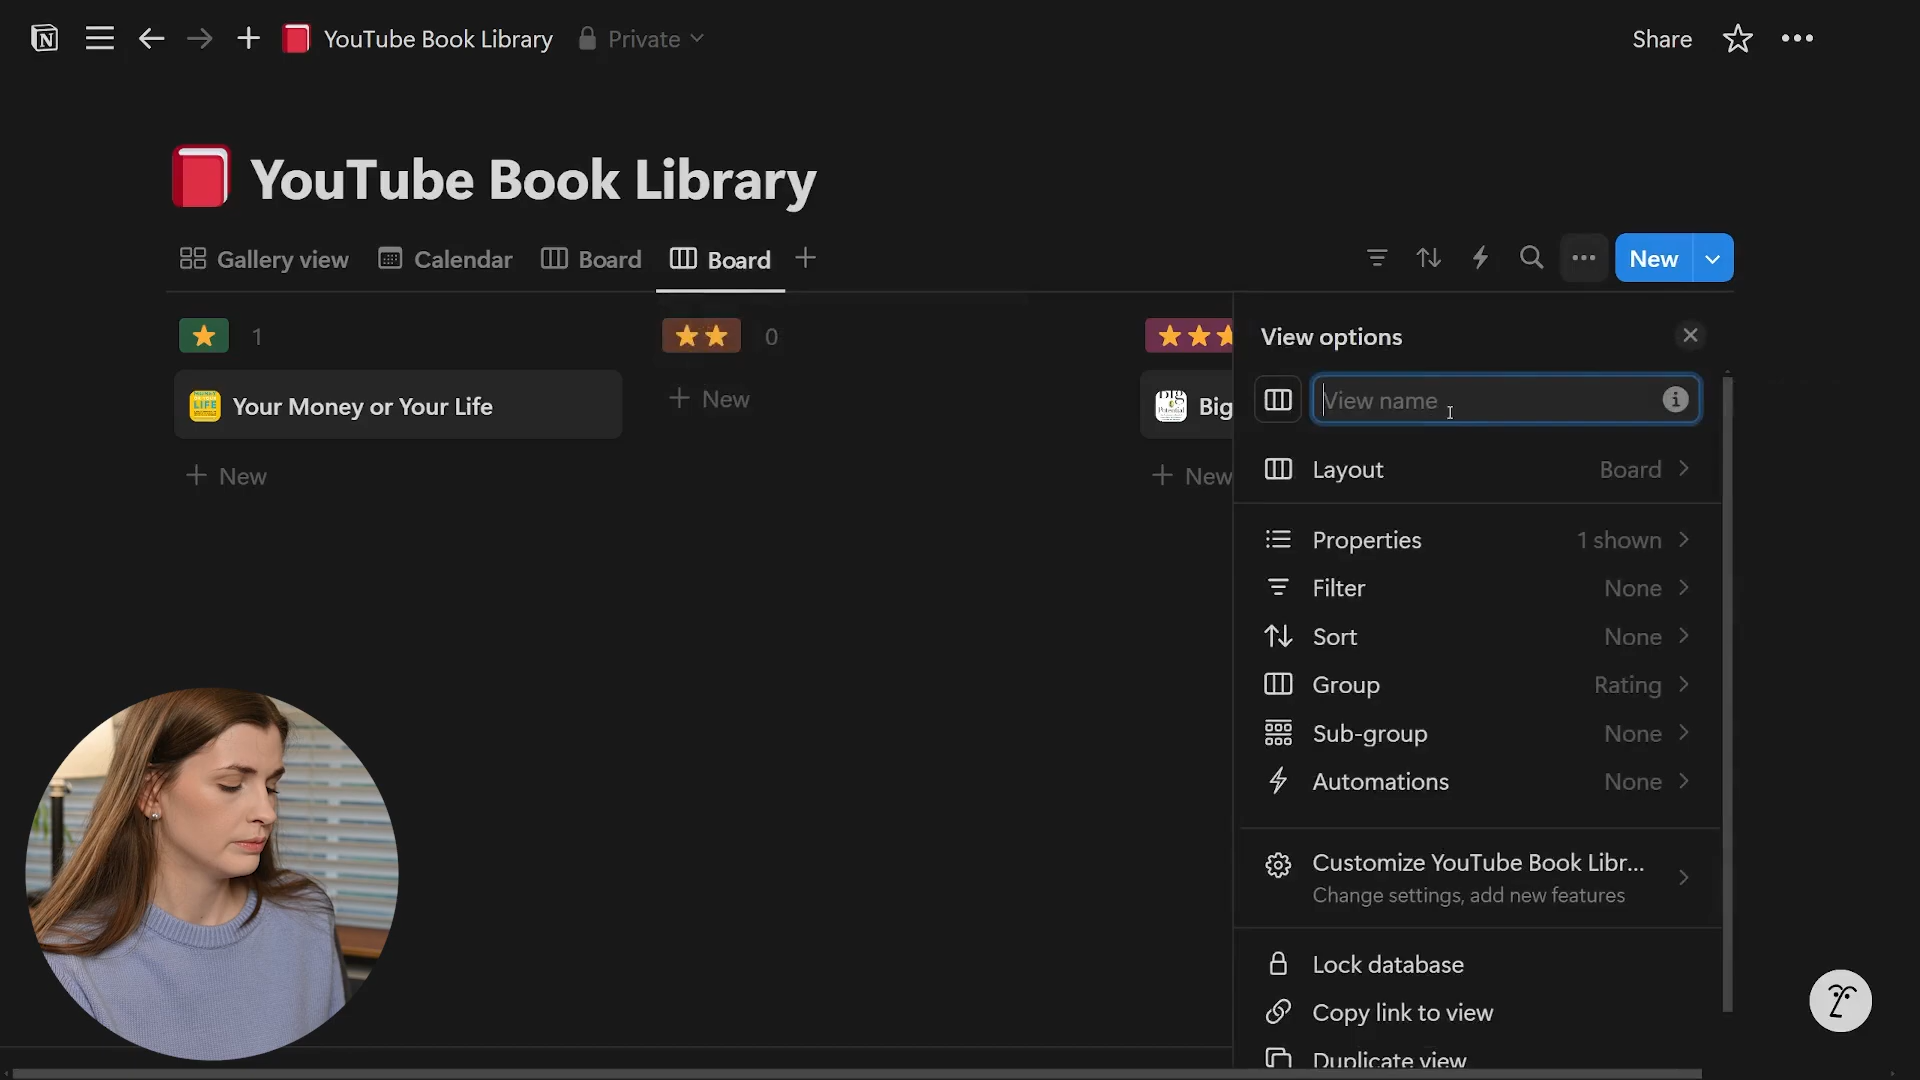 YouTube Book Library Private Share
YouTube Book Library
Gallery view Calendar Board Board New
1 0
View options
View name
Your Money or Your Life
Big
New
New
New
Layout Board
Properties 1 shown
Filter None
Sort None
Group Rating
Sub-group None
Automations None
Customize YouTube Book Libr...
Change settings, add new features
Lock database
Copy link to view
Duplicate view